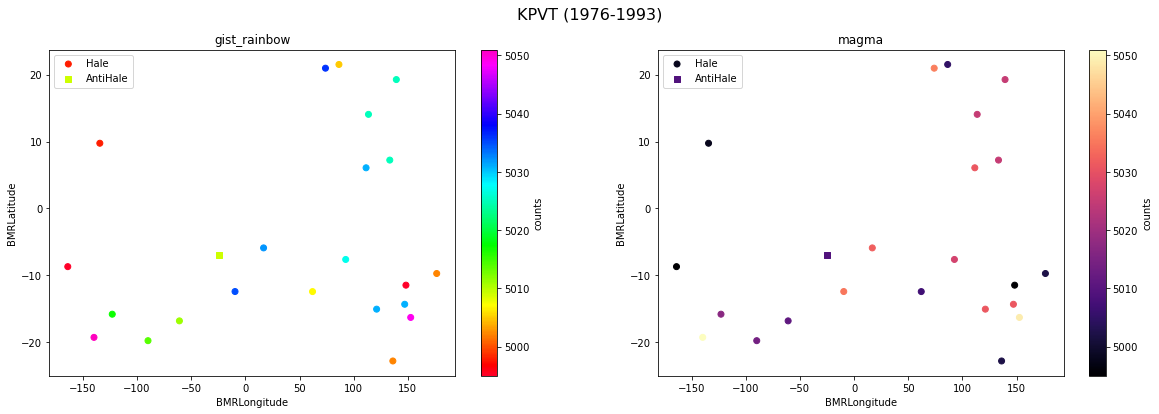 KPVT (1976-1993)
gist_rainbow
Hale
AntiHale
20
10
0
−10
−20
BMRLatitude
−150
−100
−50
0
50
100
150
BMRLongitude
5050
5040
5030
5020
5010
5000
counts
magma
Hale
AntiHale
20
10
0
−10
−20
BMRLatitude
−150
−100
−50
0
50
100
150
BMRLongitude
5050
5040
5030
5020
5010
5000
counts